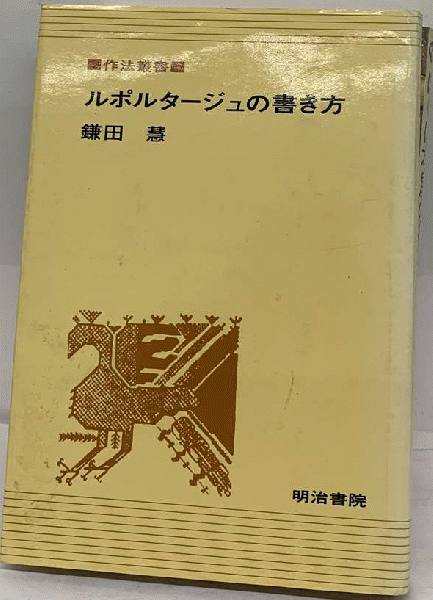 作法叢書
ルポルタージュの書き方
鎌田 慧
明治書院